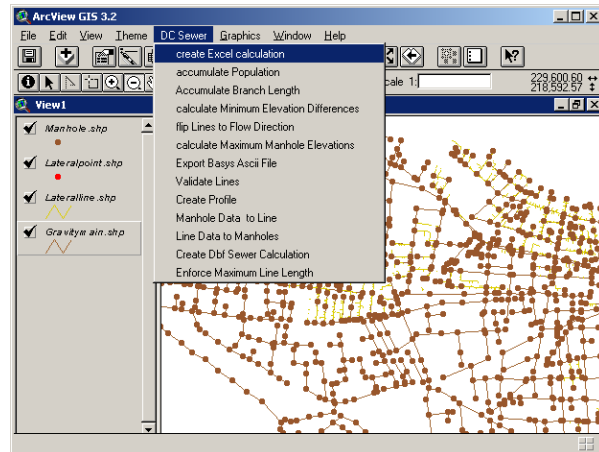 ArcView GIS 3.2
File Edit View Theme DC Sewer Graphics Window Help
cale 1: 229,600.60
218,592.57
View1
create Excel calculation
accumulate Population
Accumulate Branch Length
calculate Minimum Elevation Differences
flip Lines to Flow Direction
calculate Maximum Manhole Elevations
Export Basys Ascii File
Validate Lines
Create Profile
Manhole Data to Line
Line Data to Manholes
Create Dbf Sewer Calculation
Enforce Maximum Line Length
Manhole.shp
Lateralpoint.shp
Lateralline.shp
Gravitymain.shp